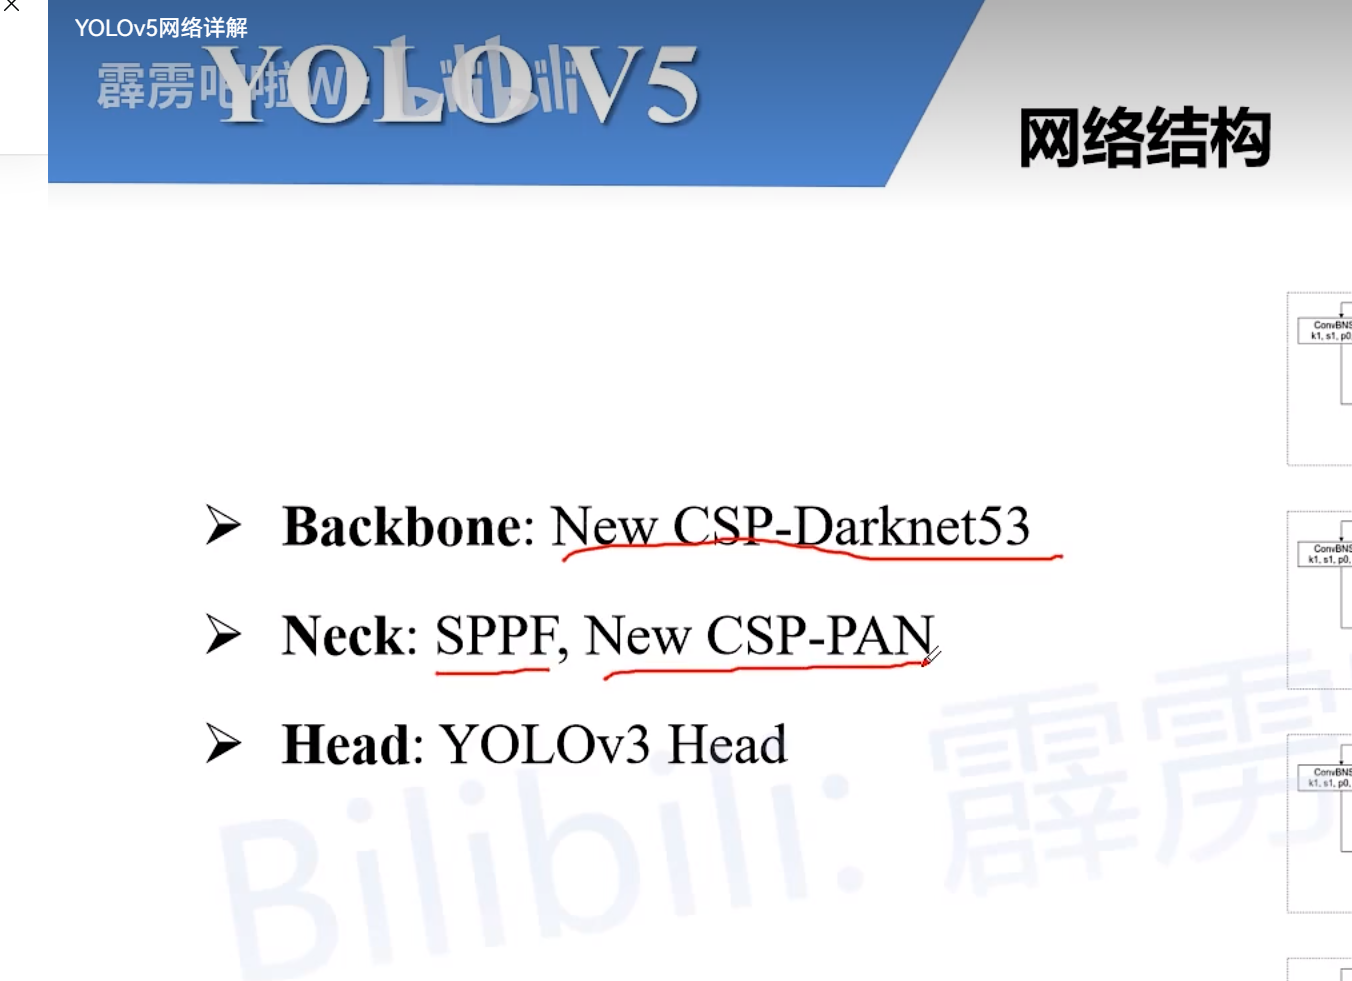 YOLOv5网络详解
霹雳吧啦Wz bilibili
YOLO V5
网络结构
ConvBNS
k1, s1, p0,
➢ Backbone: New CSP-Darknet53
ConvBNS
k1, s1, p0,
➢ Neck: SPPF, New CSP-PAN
➢ Head: YOLOv3 Head
ConvBNS
k1, s1, p0,
Bilibili: 霹雳